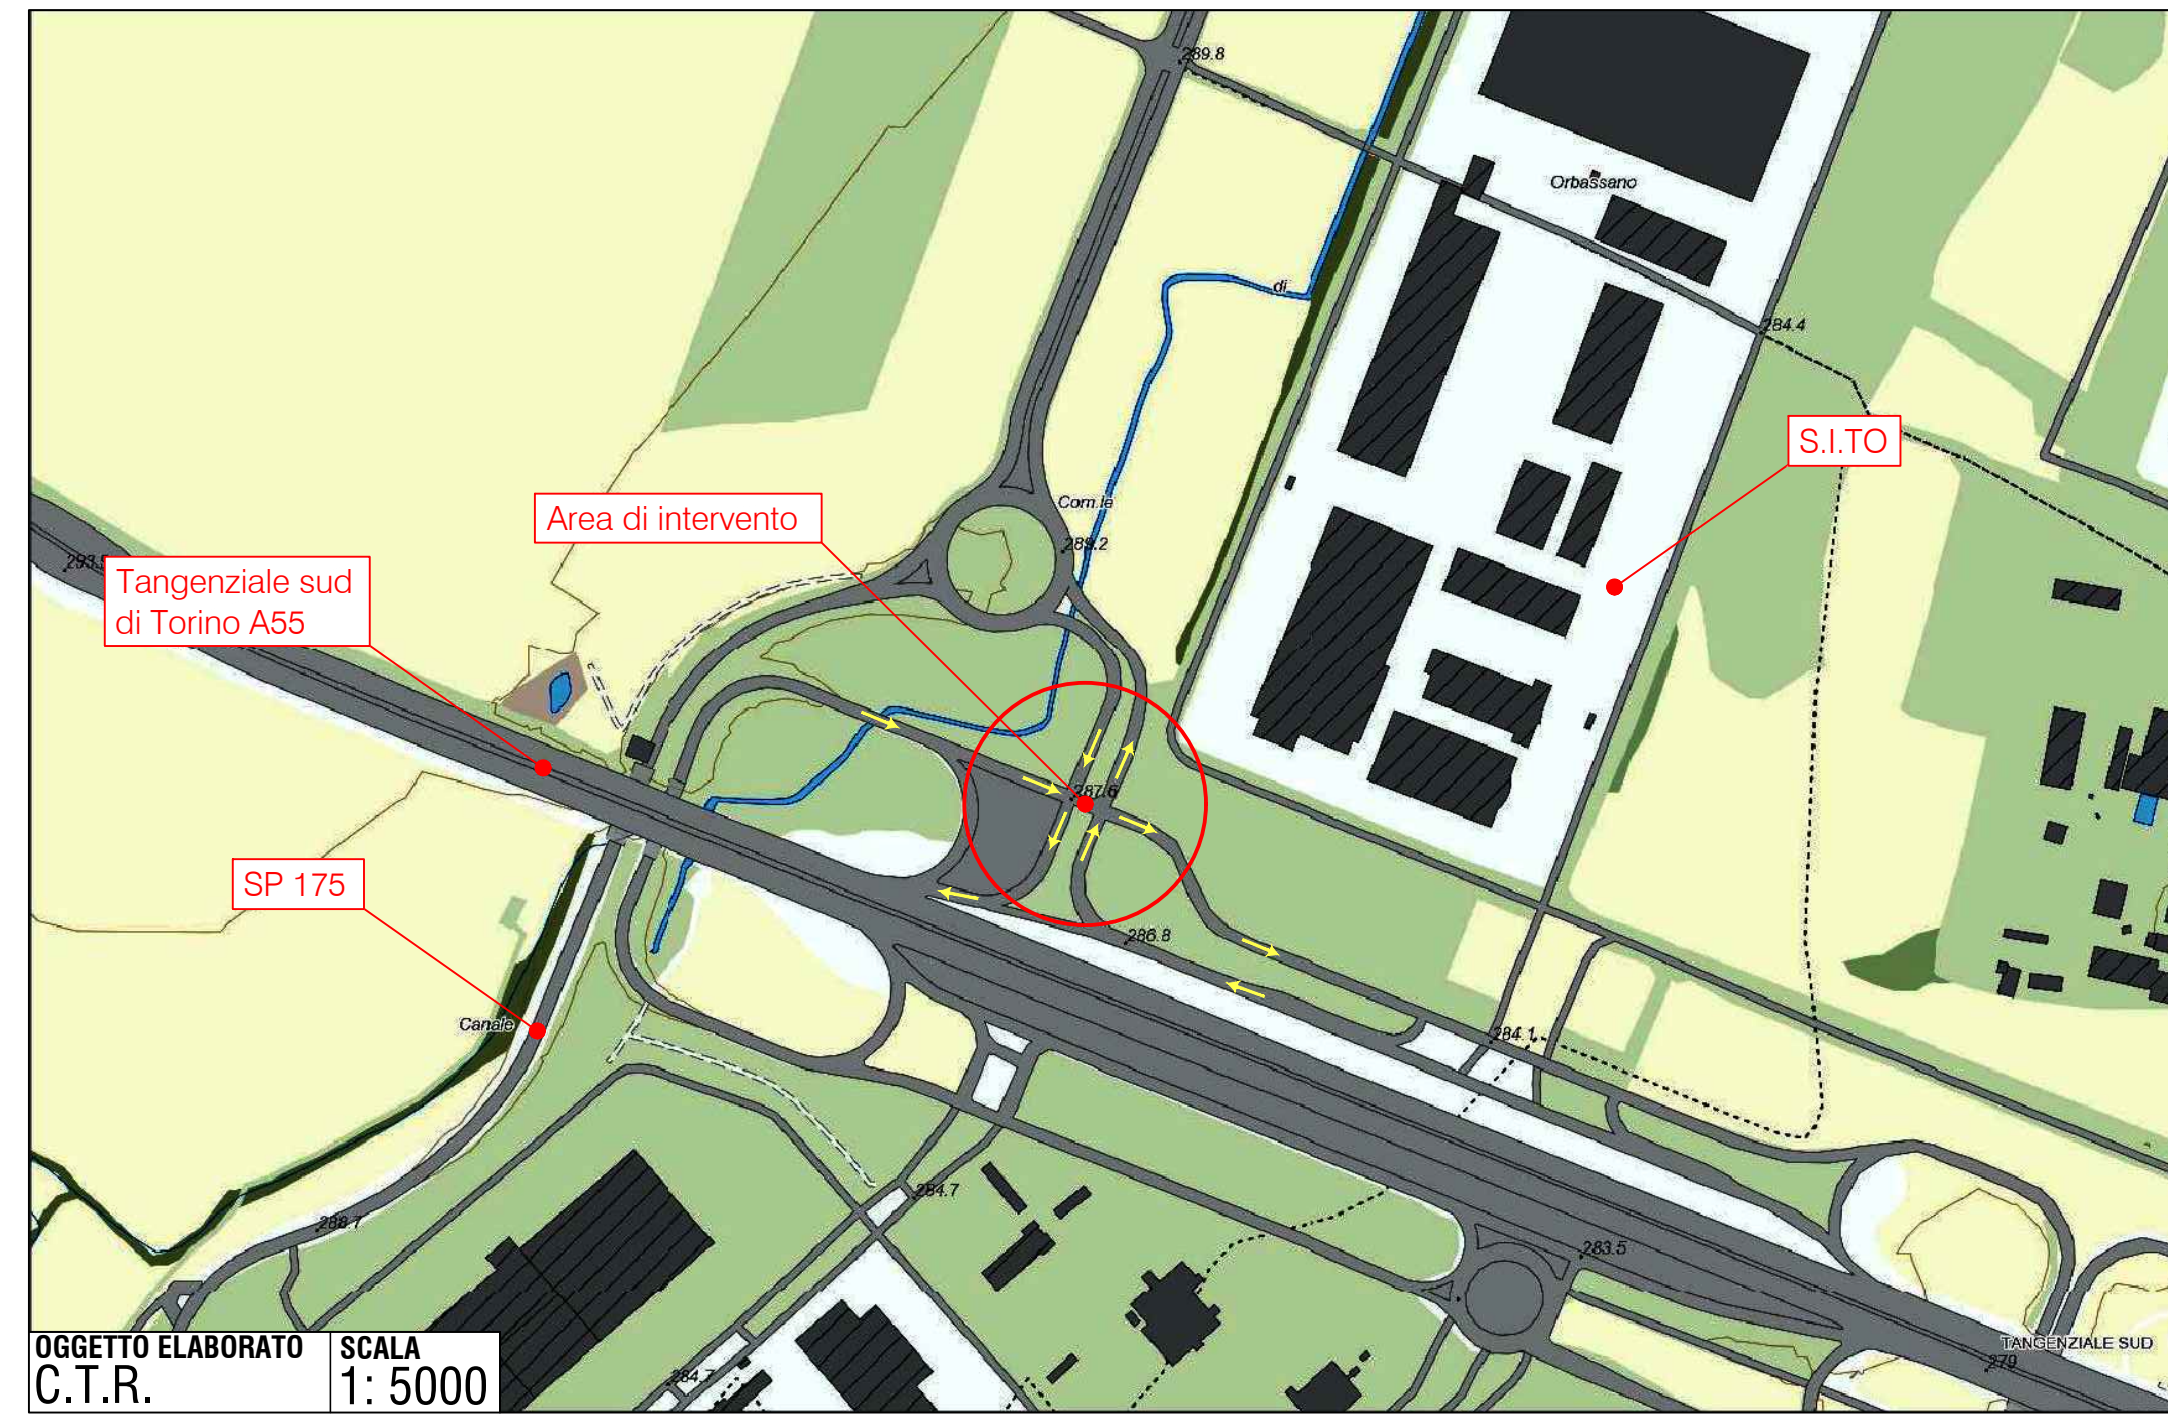 289.8
Orbassano
di
284.4
S.I.TO
Com.le
Area di intervento
289.2
Tangenziale sud
di Torino A55
287.6
SP 175
286.8
Canale
284.1
284.7
288.7
283.5
TANGENZIALE SUD
279
284.7
OGGETTO ELABORATO
C.T.R.
SCALA
1: 5000